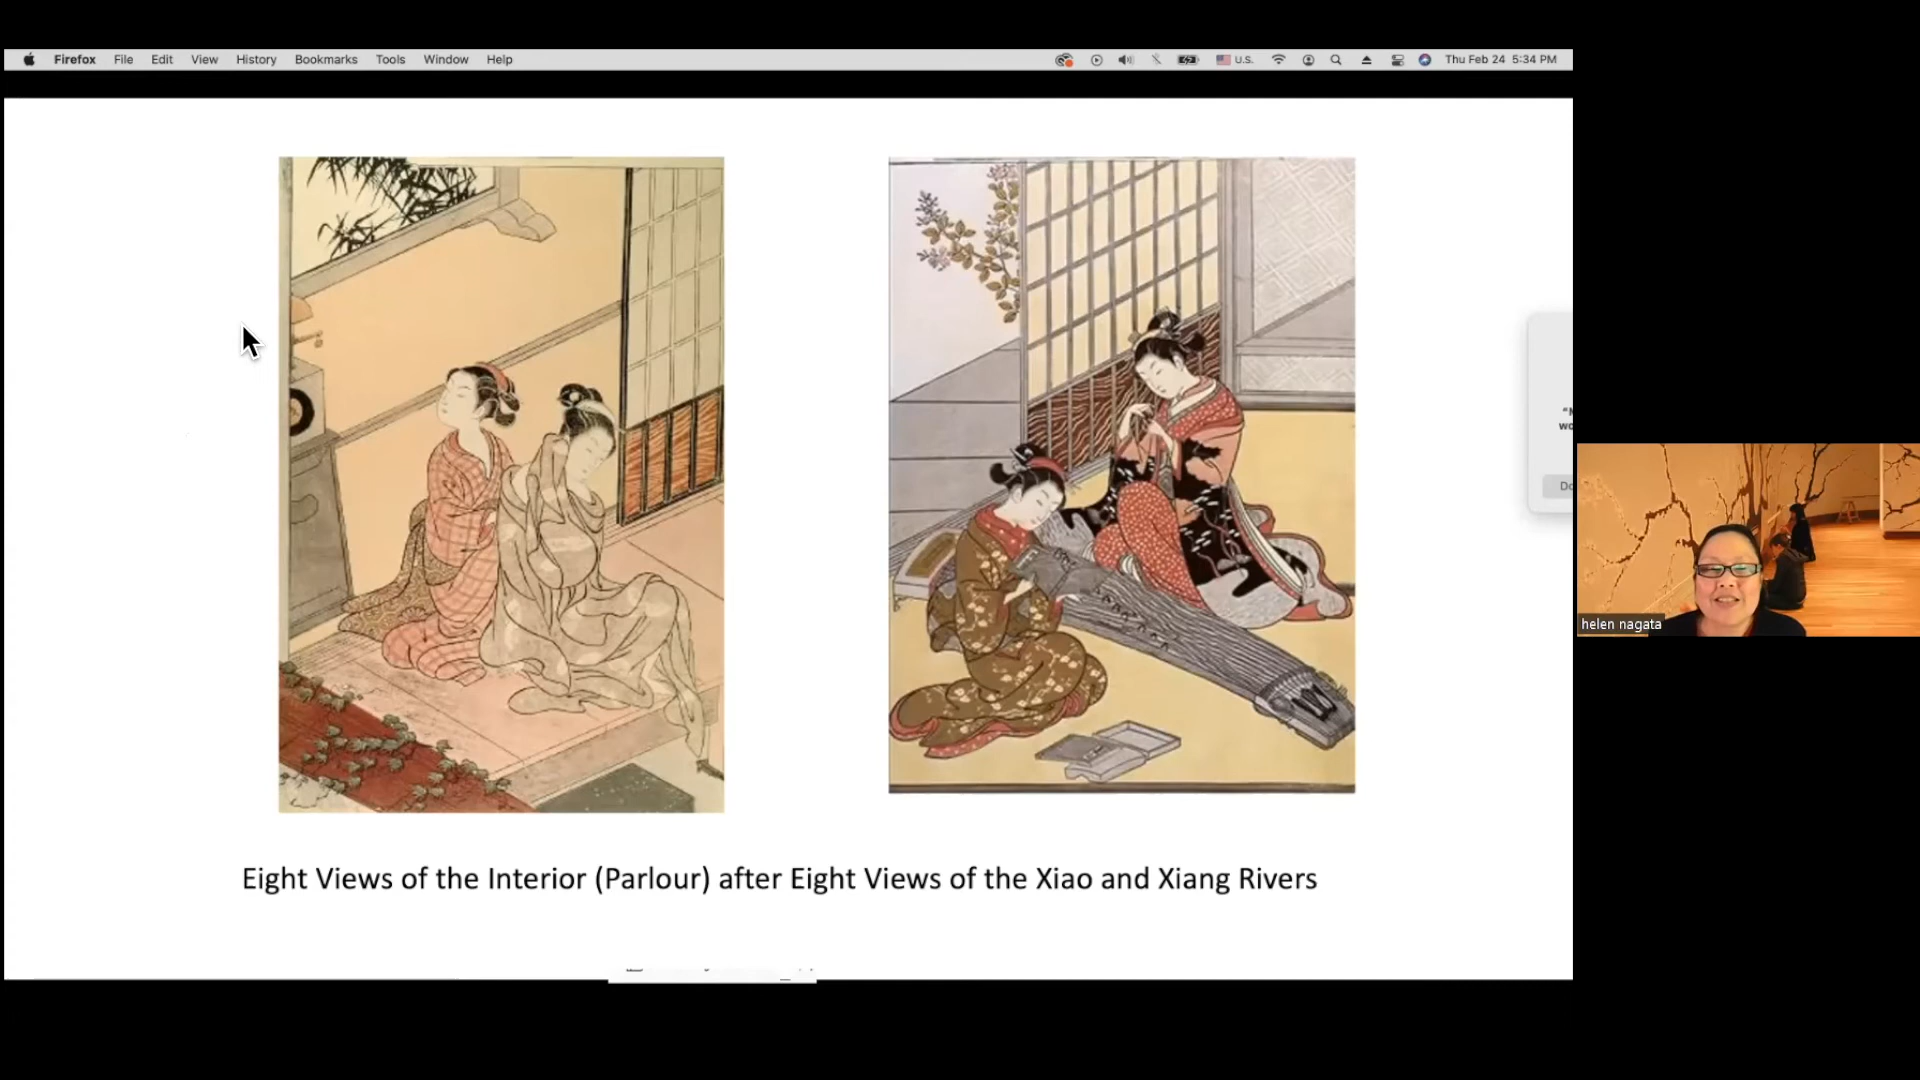 Firefox File Edit View History Bookmarks Tools Window Help U.S. Thu Feb 24 5:34 PM
helen nagata
Eight Views of the Interior (Parlour) after Eight Views of the Xiao and Xiang Rivers